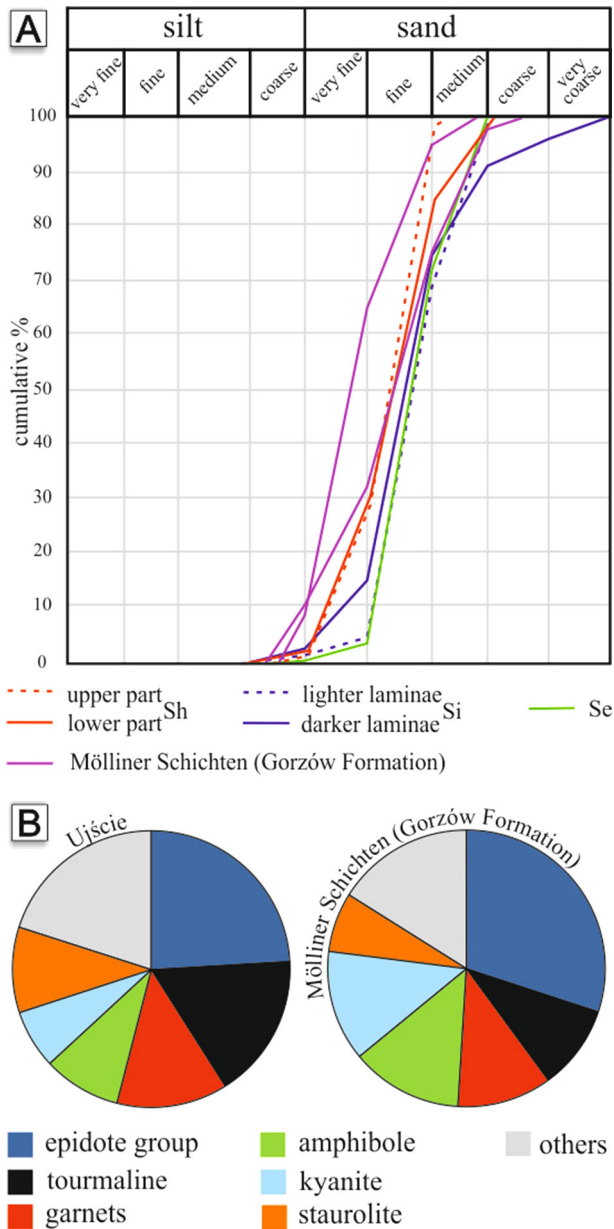 A
silt sand
very fine fine medium coarse very fine fine medium coarse very coarse
100
90
80
70
60
50
40
30
20
10
0
cumulative %
upper part
lower part
Sh
lighter laminae
darker laminae
Si
Se
Mölliner Schichten (Gorzów Formation)
B
Ujście
Mölliner Schichten (Gorzów Formation)
epidote group amphibole others
tourmaline kyanite
garnets staurolite